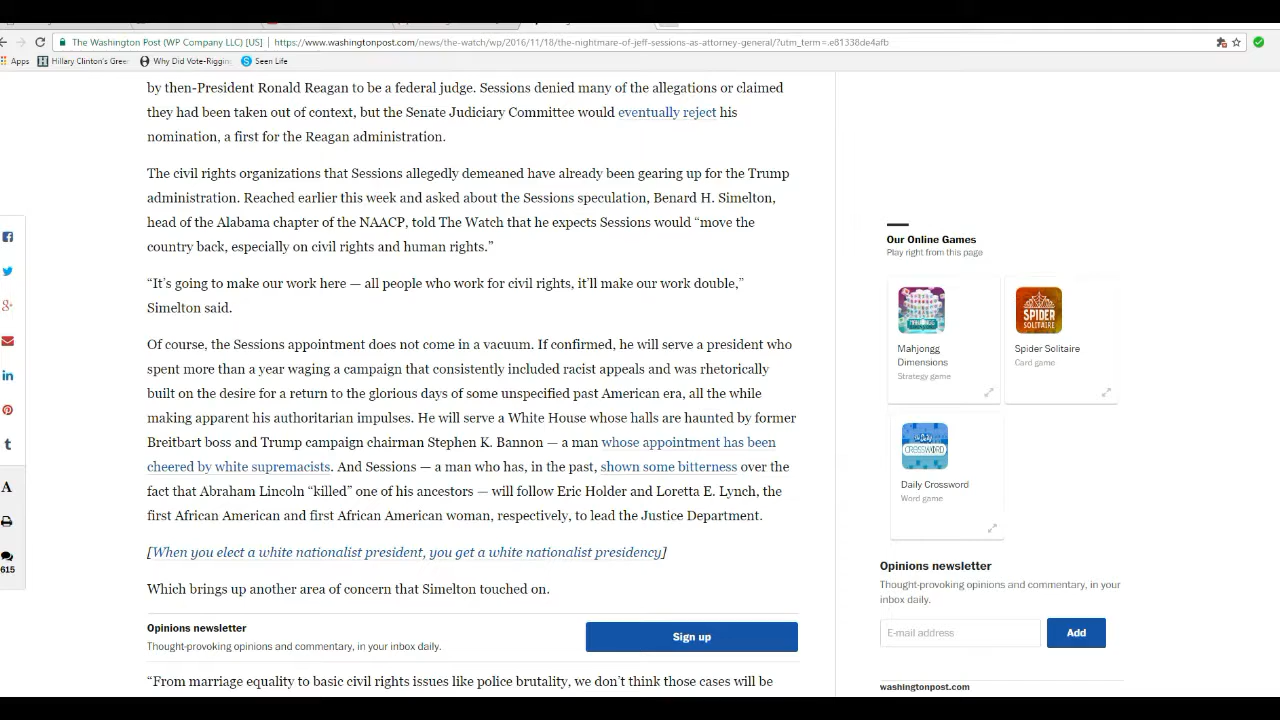 The Washington Post (WP Company LLC) [US]
https://www.washingtonpost.com/news/the-watch/wp/2016/11/18/the-nightmare-of-jeff-sessions-as-attorney-general/?utm_term=.e81338de4afb
Apps
Hillary Clinton's Gree
Why Did Vote-Riggin
Seen Life
by then-President Ronald Reagan to be a federal judge. Sessions denied many of the allegations or claimed
they had been taken out of context, but the Senate Judiciary Committee would eventually reject his
nomination, a first for the Reagan administration.
The civil rights organizations that Sessions allegedly demeaned have already been gearing up for the Trump
administration. Reached earlier this week and asked about the Sessions speculation, Benard H. Simelton,
head of the Alabama chapter of the NAACP, told The Watch that he expects Sessions would “move the
country back, especially on civil rights and human rights.”
“It’s going to make our work here — all people who work for civil rights, it’ll make our work double,”
Simelton said.
Of course, the Sessions appointment does not come in a vacuum. If confirmed, he will serve a president who
spent more than a year waging a campaign that consistently included racist appeals and was rhetorically
built on the desire for a return to the glorious days of some unspecified past American era, all the while
making apparent his authoritarian impulses. He will serve a White House whose halls are haunted by former
Breitbart boss and Trump campaign chairman Stephen K. Bannon — a man whose appointment has been
cheered by white supremacists. And Sessions — a man who has, in the past, shown some bitterness over the
fact that Abraham Lincoln “killed” one of his ancestors — will follow Eric Holder and Loretta E. Lynch, the
first African American and first African American woman, respectively, to lead the Justice Department.
[When you elect a white nationalist president, you get a white nationalist presidency]
Which brings up another area of concern that Simelton touched on.
Opinions newsletter
Thought-provoking opinions and commentary, in your inbox daily.
Sign up
“From marriage equality to basic civil rights issues like police brutality, we don’t think those cases will be
A
615
Our Online Games
Play right from this page
Mahjongg
Dimensions
Strategy game
SPIDER
SOLITAIRE
Spider Solitaire
Card game
CROSSWORD
Daily Crossword
Word game
Opinions newsletter
Thought-provoking opinions and commentary, in your
inbox daily.
E-mail address
Add
washingtonpost.com